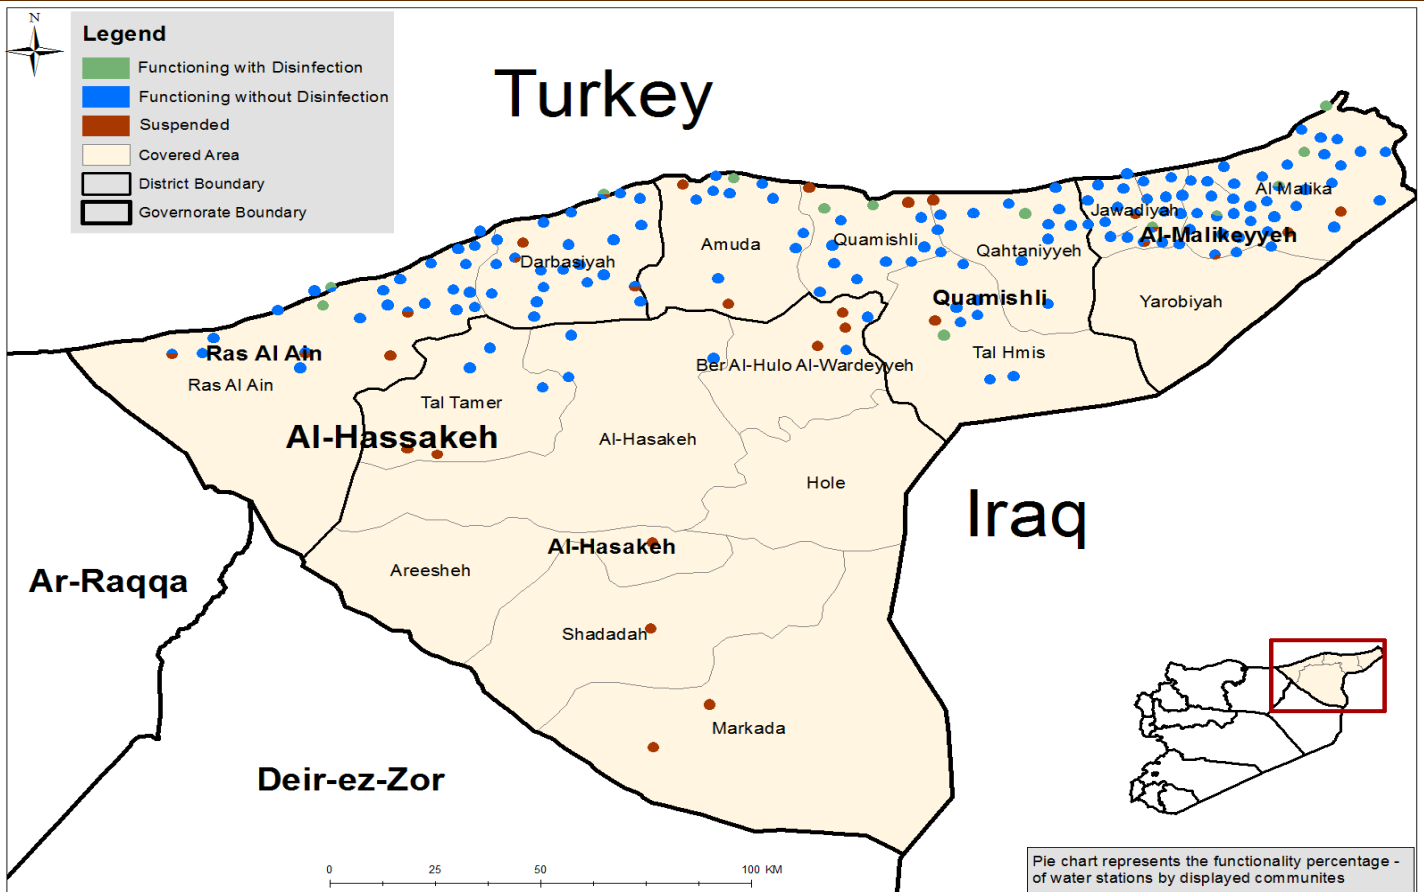 N
Legend
Functioning with Disinfection
Functioning without Disinfection
Suspended
Covered Area
District Boundary
Governorate Boundary
Turkey
Al Malika
Jawadiyah
Al-Malikeyyeh
Amuda
Quamishli
Qahtaniyyeh
Darbasiyah
Quamishli
Yarobiyah
Ras Al Ain
Ras Al Ain
Tal Hmis
Ber Al-Hulo Al-Wardeyyeh
Tal Tamer
Al-Hassakeh
Al-Hasakeh
Hole
Iraq
Al-Hasakeh
Areesheh
Ar-Raqqa
Shadadah
Markada
Deir-ez-Zor
0 25 50 100 KM
Pie chart represents the functionality percentage -
of water stations by displayed communites